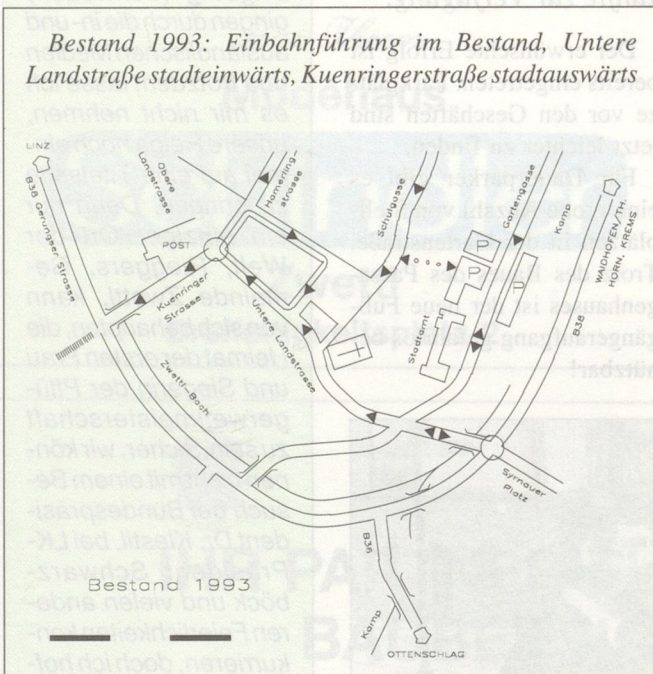 Bestand 1993: Einbahnführung im Bestand, Untere
Landstraße stadteinwärts, Kuenringerstraße stadtauswärts
LINZ
B38
Strasse
Obere
Landstrasse
Hamerling
strasse
POST
Kuenringer
Strasse
Untere Landstrasse
Zwettl Bach
Schulgasse
P
Gartengasse
Kamp
WAIDHOFEN/TH.
HORN, KREMS
B38
Stadtamt
Syrnauer
Platz
B36
Kamp
OTTENSCHLAG
Bestand 1993